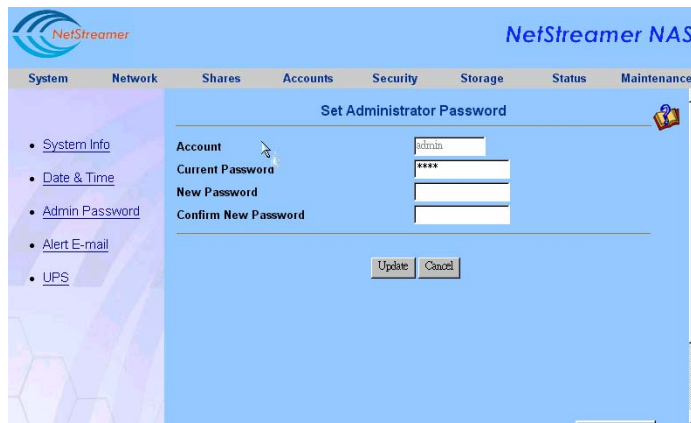 NetStreamer
NetStreamer NAS
System Network Shares Accounts Security Storage Status Maintenance
Set Administrator Password
System Info
Date & Time
Admin Password
Alert E-mail
UPS
Account admin
Current Password ****
New Password
Confirm New Password
Update Cancel